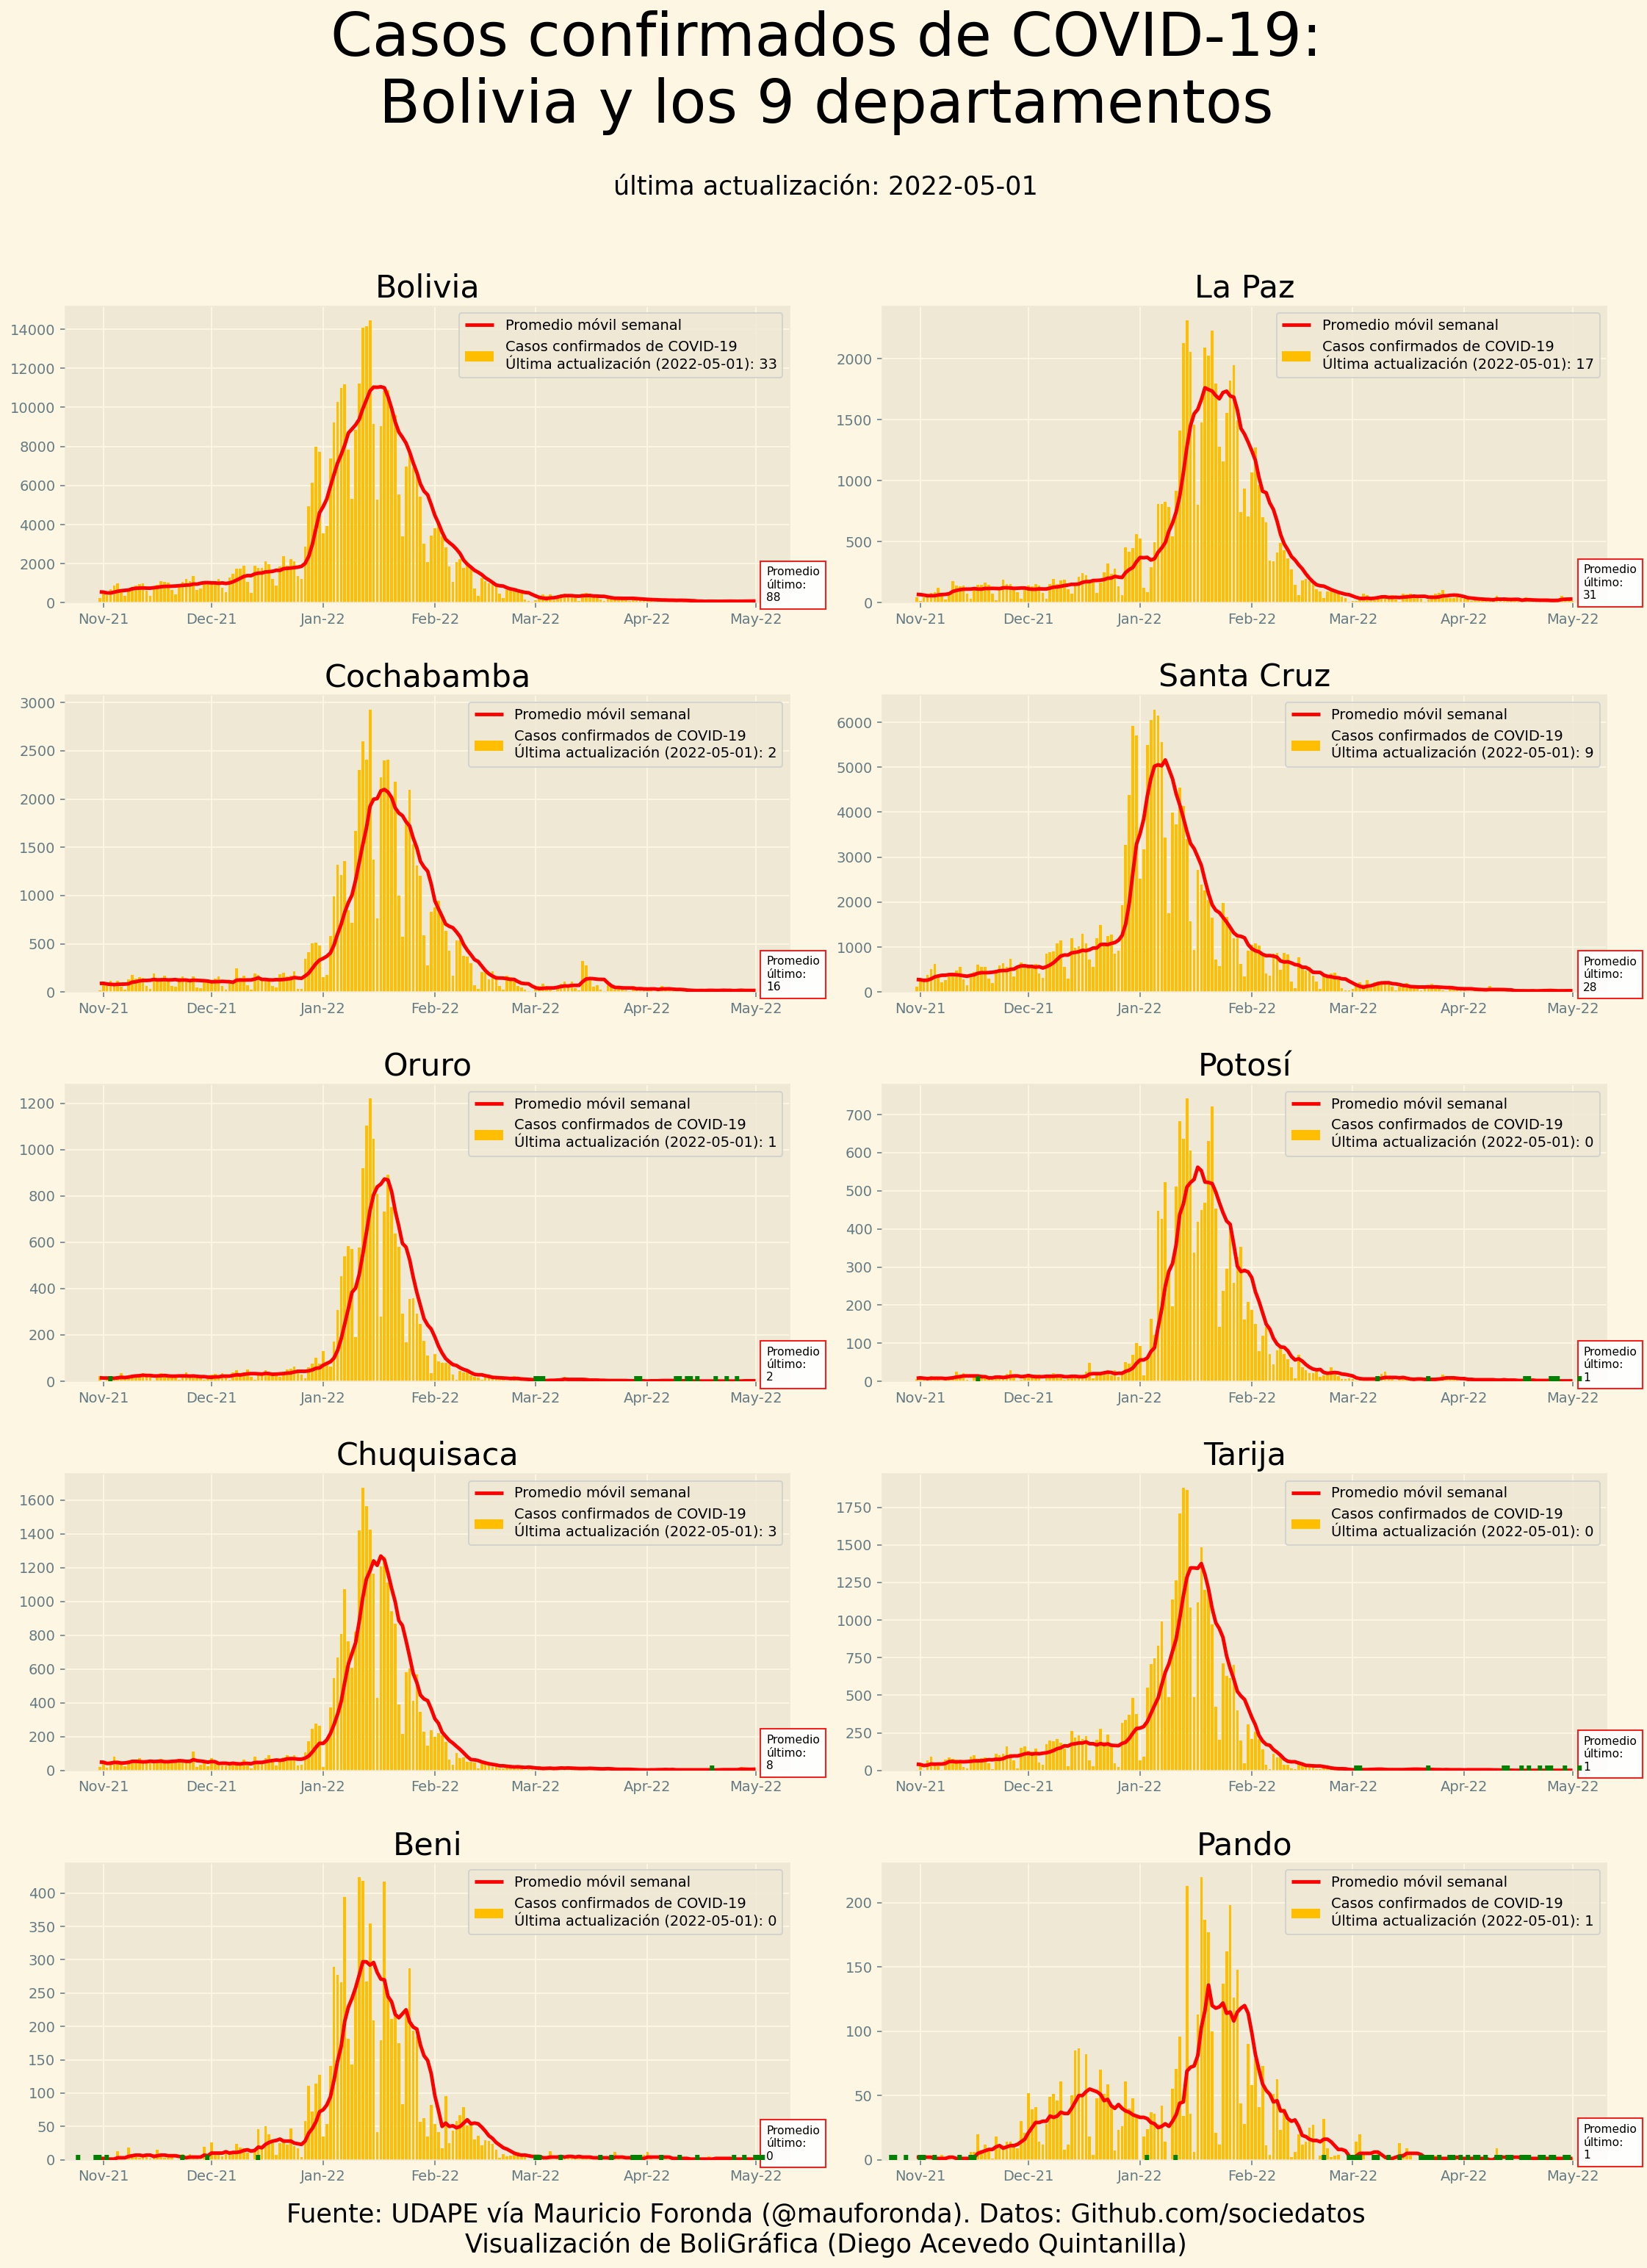 Casos confirmados de COVID-19:
Bolivia y los 9 departamentos
última actualización: 2022-05-01
Bolivia
Promedio móvil semanal
Casos confirmados de COVID-19
Última actualización (2022-05-01): 33
14000
12000
10000
8000
6000
4000
2000
0
Promedio
último:
88
Nov-21 Dec-21 Jan-22 Feb-22 Mar-22 Apr-22 May-22
La Paz
Promedio móvil semanal
Casos confirmados de COVID-19
Última actualización (2022-05-01): 17
2000
1500
1000
500
0
Promedio
último:
31
Nov-21 Dec-21 Jan-22 Feb-22 Mar-22 Apr-22 May-22
Cochabamba
Promedio móvil semanal
Casos confirmados de COVID-19
Última actualización (2022-05-01): 2
3000
2500
2000
1500
1000
500
0
Promedio
último:
16
Nov-21 Dec-21 Jan-22 Feb-22 Mar-22 Apr-22 May-22
Santa Cruz
Promedio móvil semanal
Casos confirmados de COVID-19
Última actualización (2022-05-01): 9
6000
5000
4000
3000
2000
1000
0
Promedio
último:
28
Nov-21 Dec-21 Jan-22 Feb-22 Mar-22 Apr-22 May-22
Oruro
Promedio móvil semanal
Casos confirmados de COVID-19
Última actualización (2022-05-01): 1
1200
1000
800
600
400
200
0
Promedio
último:
2
Nov-21 Dec-21 Jan-22 Feb-22 Mar-22 Apr-22 May-22
Potosí
Promedio móvil semanal
Casos confirmados de COVID-19
Última actualización (2022-05-01): 0
700
600
500
400
300
200
100
0
Promedio
último:
1
Nov-21 Dec-21 Jan-22 Feb-22 Mar-22 Apr-22 May-22
Chuquisaca
Promedio móvil semanal
Casos confirmados de COVID-19
Última actualización (2022-05-01): 3
1600
1400
1200
1000
800
600
400
200
0
Promedio
último:
8
Nov-21 Dec-21 Jan-22 Feb-22 Mar-22 Apr-22 May-22
Tarija
Promedio móvil semanal
Casos confirmados de COVID-19
Última actualización (2022-05-01): 0
1750
1500
1250
1000
750
500
250
0
Promedio
último:
1
Nov-21 Dec-21 Jan-22 Feb-22 Mar-22 Apr-22 May-22
Beni
Promedio móvil semanal
Casos confirmados de COVID-19
Última actualización (2022-05-01): 0
400
350
300
250
200
150
100
50
0
Promedio
último:
0
Nov-21 Dec-21 Jan-22 Feb-22 Mar-22 Apr-22 May-22
Pando
Promedio móvil semanal
Casos confirmados de COVID-19
Última actualización (2022-05-01): 1
200
150
100
50
0
Promedio
último:
1
Nov-21 Dec-21 Jan-22 Feb-22 Mar-22 Apr-22 May-22
Fuente: UDAPE vía Mauricio Foronda (@mauforonda). Datos: Github.com/sociedatos
Visualización de BoliGráfica (Diego Acevedo Quintanilla)